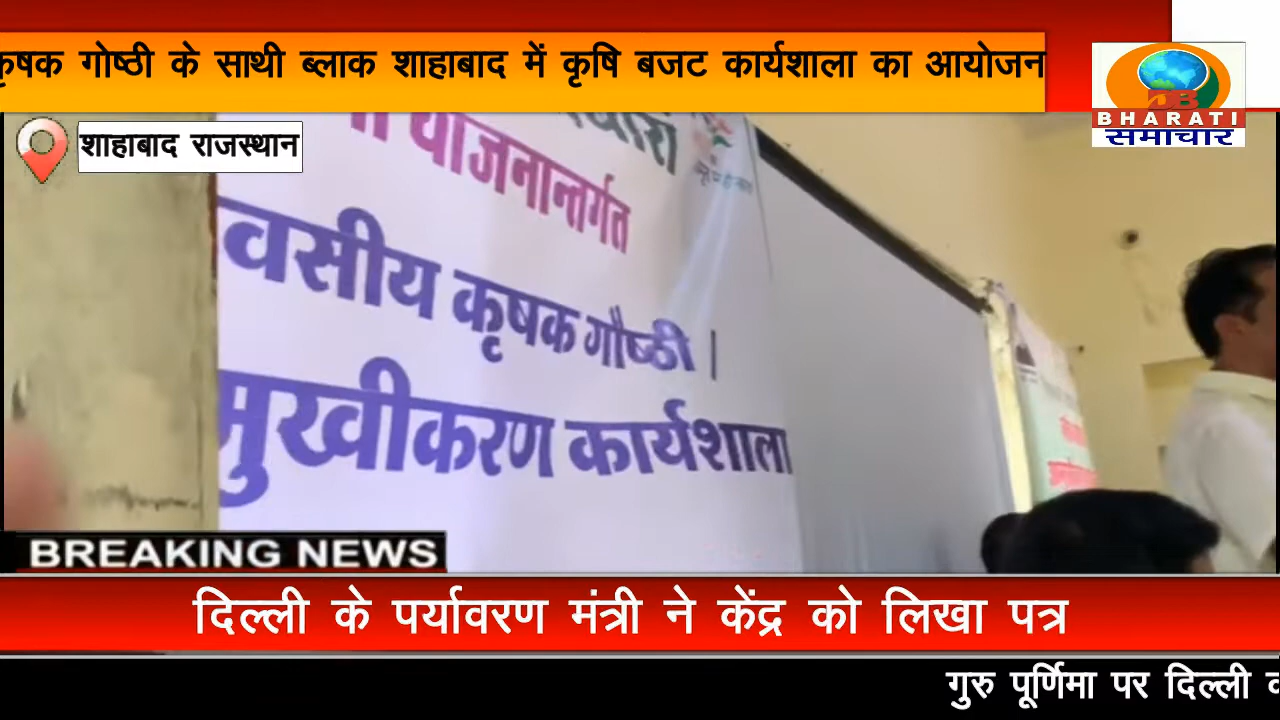 कृषक गोष्ठी के साथी ब्लाक शाहाबाद में कृषि बजट कार्यशाला का आयोजन
BHARATI
समाचार
शाहाबाद राजस्थान
योजनान्तर्गत
वसीय कृषक गौष्ठी |
मुखीकरण कार्यशाला
BREAKING NEWS
दिल्ली के पर्यावरण मंत्री ने केंद्र को लिखा पत्र
गुरु पूर्णिमा पर दिल्ली